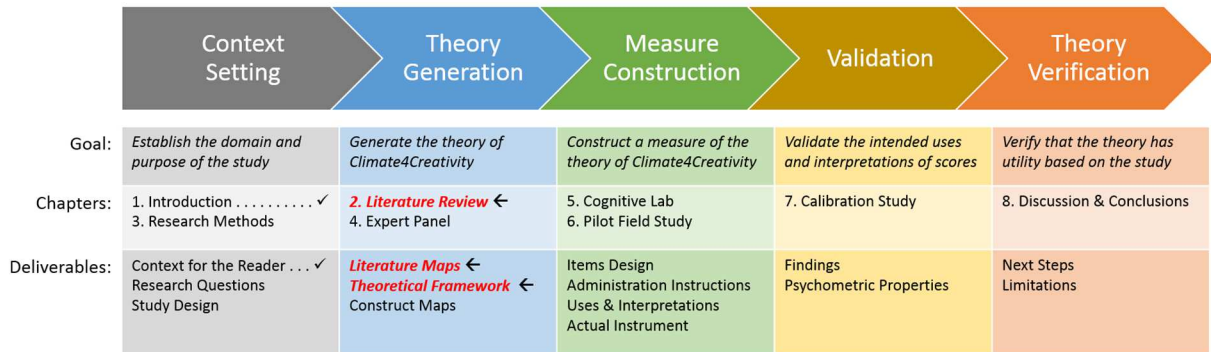 Context
Setting
Theory
Generation
Measure
Construction
Validation
Theory
Verification
Goal:
Establish the domain and
purpose of the study
Generate the theory of
Climate4Creativity
Construct a measure of the
theory of Climate4Creativity
Validate the intended uses
and interpretations of scores
Verify that the theory has
utility based on the study
Chapters:
1. Introduction . . . . . . . . . . ✓
3. Research Methods
2. Literature Review ←
4. Expert Panel
5. Cognitive Lab
6. Pilot Field Study
7. Calibration Study
8. Discussion & Conclusions
Deliverables:
Context for the Reader . . . ✓
Research Questions
Study Design
Literature Maps ←
Theoretical Framework ←
Construct Maps
Items Design
Administration Instructions
Uses & Interpretations
Actual Instrument
Findings
Psychometric Properties
Next Steps
Limitations